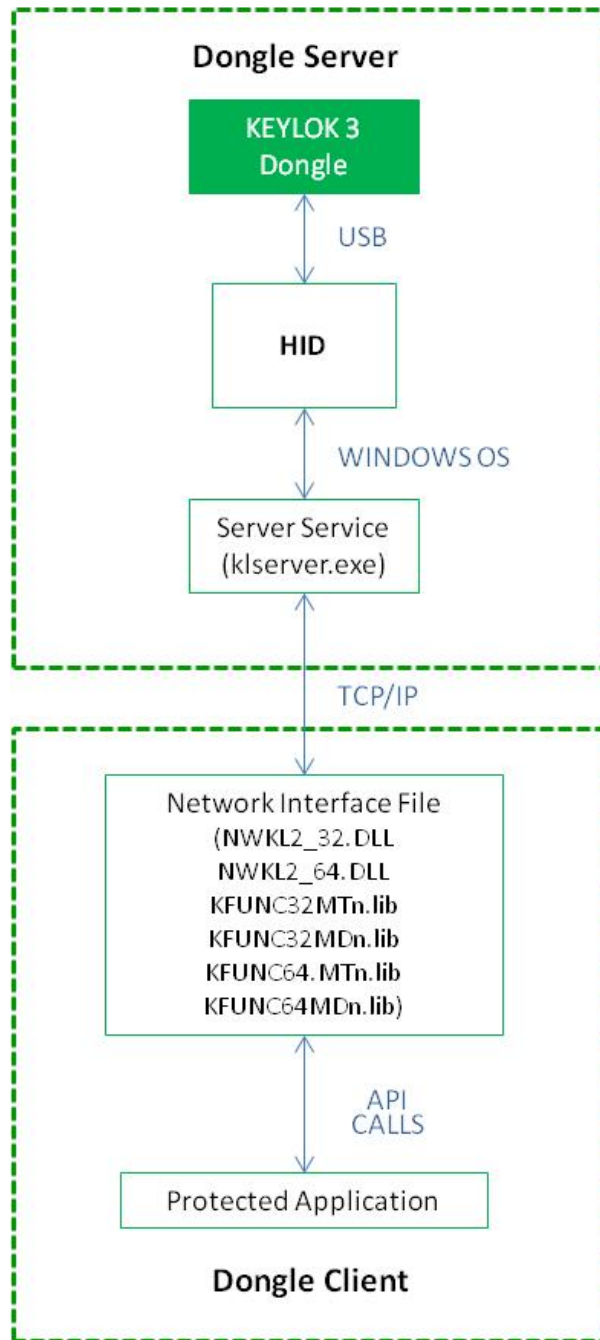 Dongle Server
KEYLOK 3
Dongle
USB
HID
WINDOWS OS
Server Service
(klserver.exe)
TCP/IP
Network Interface File
(NWKL2_32.DLL
NWKL2_64.DLL
KFUNC32MTn.lib
KFUNC32MDn.lib
KFUNC64.MTn.lib
KFUNC64MDn.lib)
API
CALLS
Protected Application
Dongle Client